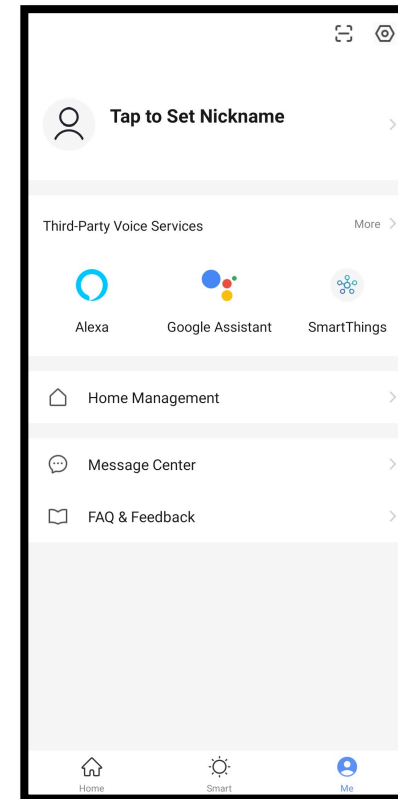 Tap to Set Nickname
Third-Party Voice Services More
Alexa Google Assistant SmartThings
Home Management
Message Center
FAQ & Feedback
Home Smart Me